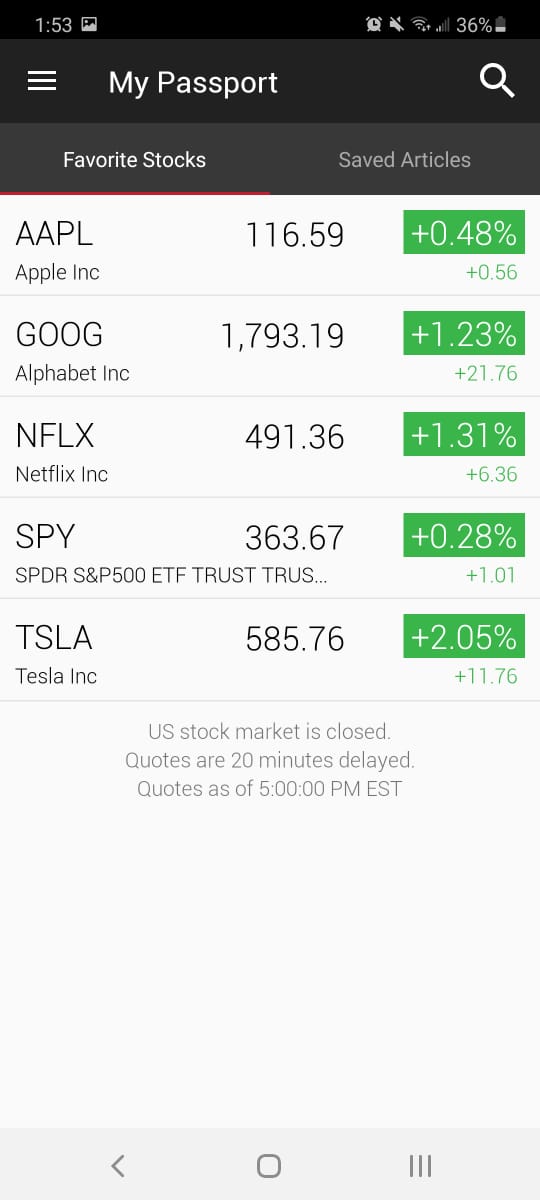 1:53 36%
My Passport
Favorite Stocks Saved Articles
AAPL 116.59 +0.48%
Apple Inc +0.56
GOOG 1,793.19 +1.23%
Alphabet Inc +21.76
NFLX 491.36 +1.31%
Netflix Inc +6.36
SPY 363.67 +0.28%
SPDR S&P500 ETF TRUST TRUS... +1.01
TSLA 585.76 +2.05%
Tesla Inc +11.76
US stock market is closed.
Quotes are 20 minutes delayed.
Quotes as of 5:00:00 PM EST